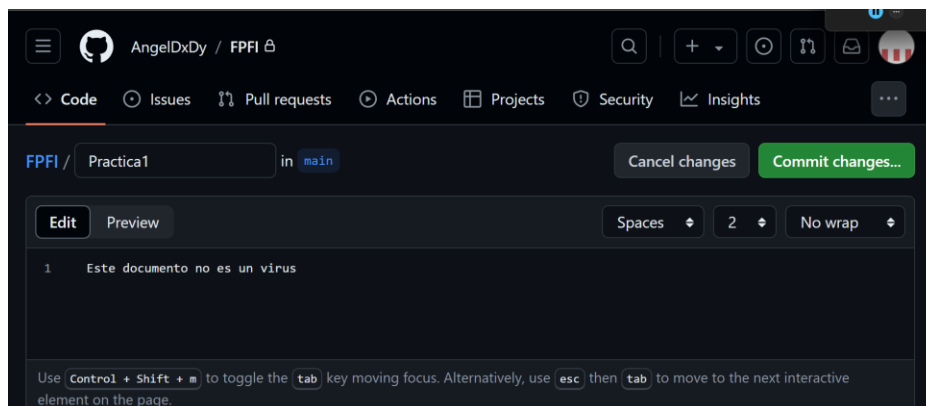 AngelDxDy / FPFI
<> Code Issues Pull requests Actions Projects Security Insights
FPFI / Practica1 in main Cancel changes Commit changes...
Edit Preview Spaces 2 No wrap
1 Este documento no es un virus
Use Control + Shift + m to toggle the tab key moving focus. Alternatively, use esc then tab to move to the next interactive
element on the page.